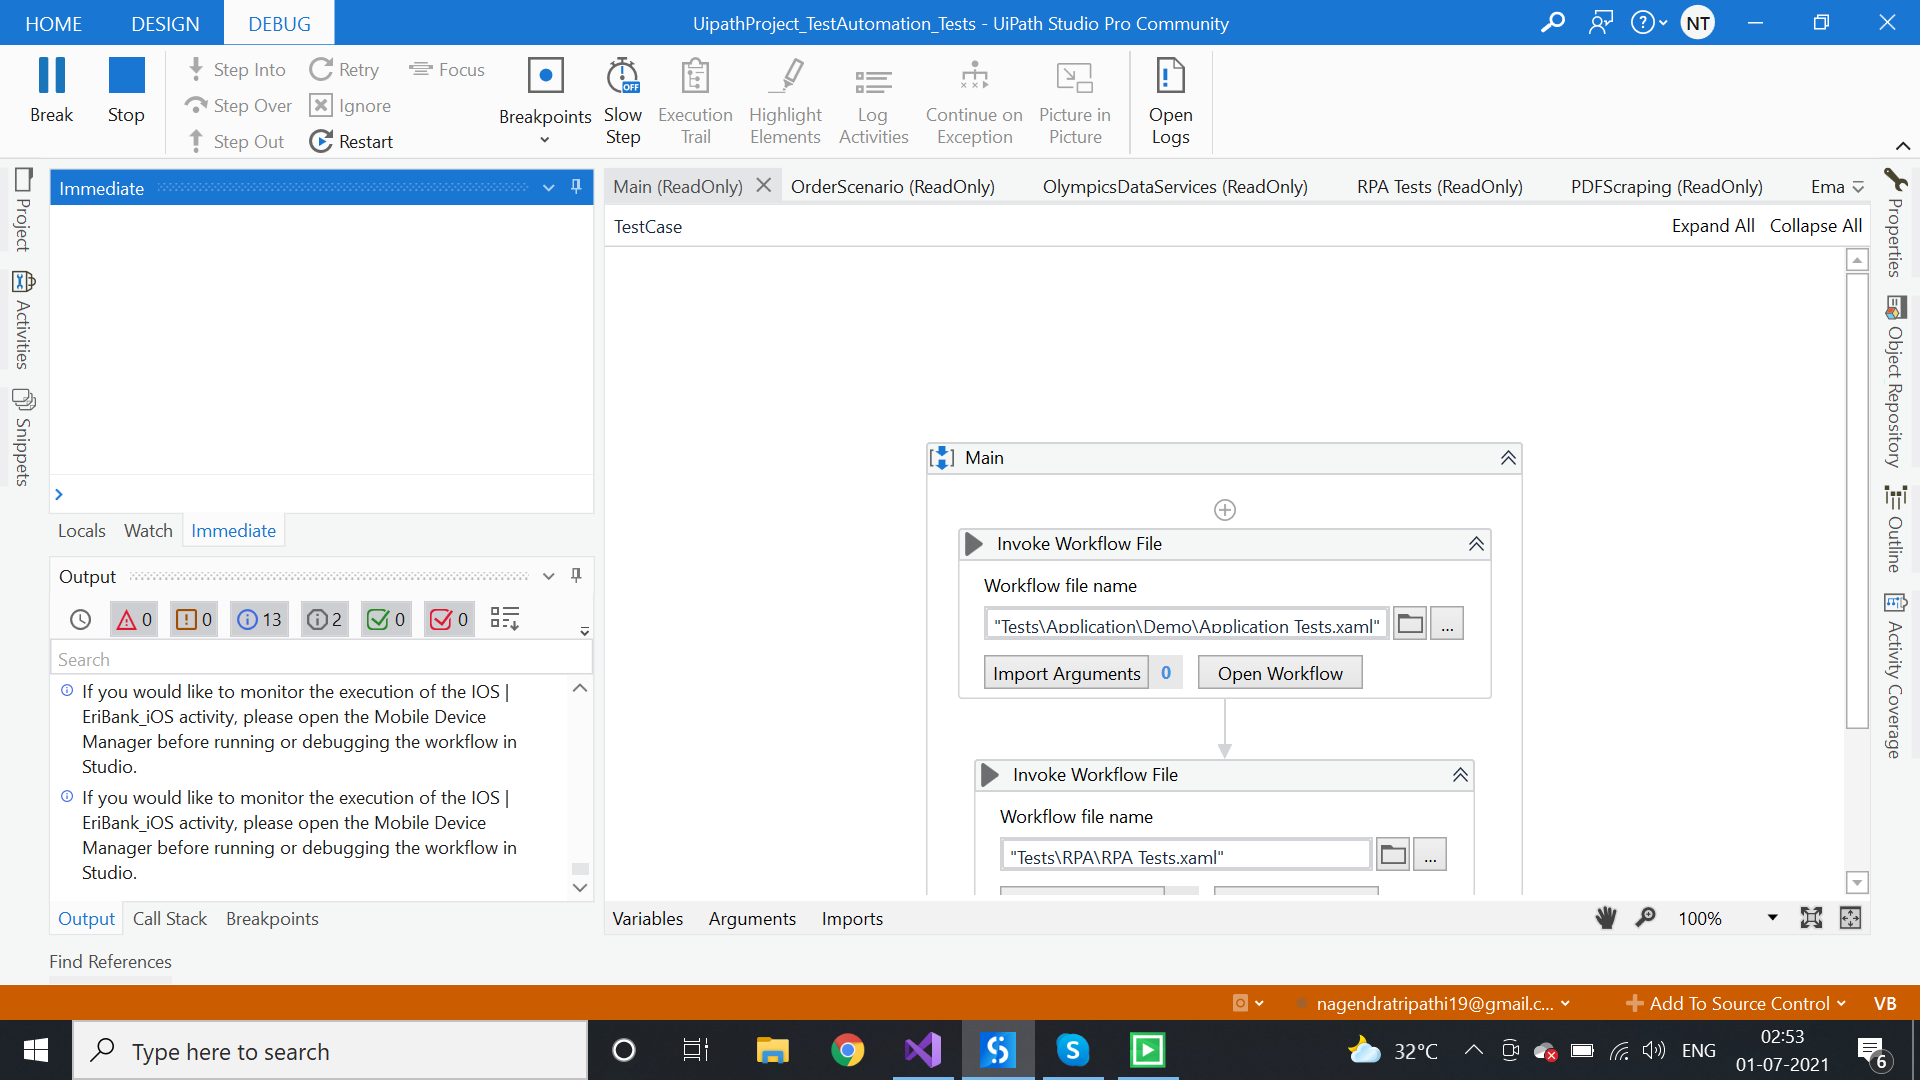 HOME DESIGN DEBUG
UipathProject_TestAutomation_Tests - UiPath Studio Pro Community
NT
Break
Stop
Step Into
Step Over
Step Out
Retry
Ignore
Restart
Focus
Breakpoints
Slow
Step
OFF
Execution
Trail
Highlight
Elements
Log
Activities
Continue on
Exception
Picture in
Picture
Open
Logs
Project
Activities
Snippets
Immediate
Locals Watch Immediate
Output
0 0 13 2 0 0
Search
If you would like to monitor the execution of the IOS |
EriBank_iOS activity, please open the Mobile Device
Manager before running or debugging the workflow in
Studio.
If you would like to monitor the execution of the IOS |
EriBank_iOS activity, please open the Mobile Device
Manager before running or debugging the workflow in
Studio.
Output Call Stack Breakpoints
Find References
Main (ReadOnly) OrderScenario (ReadOnly) OlympicsDataServices (ReadOnly) RPA Tests (ReadOnly) PDFScraping (ReadOnly) Ema
TestCase
Expand All Collapse All
Main
Invoke Workflow File
Workflow file name
"Tests\Application\Demo\Application Tests.xaml"
...
Import Arguments 0 Open Workflow
Invoke Workflow File
Workflow file name
"Tests\RPA\RPA Tests.xaml"
...
Variables Arguments Imports
100%
Properties
Object Repository
Outline
Activity Coverage
nagendratripathi19@gmail.c...
Add To Source Control
VB
Type here to search
32°C
ENG
02:53
01-07-2021
6